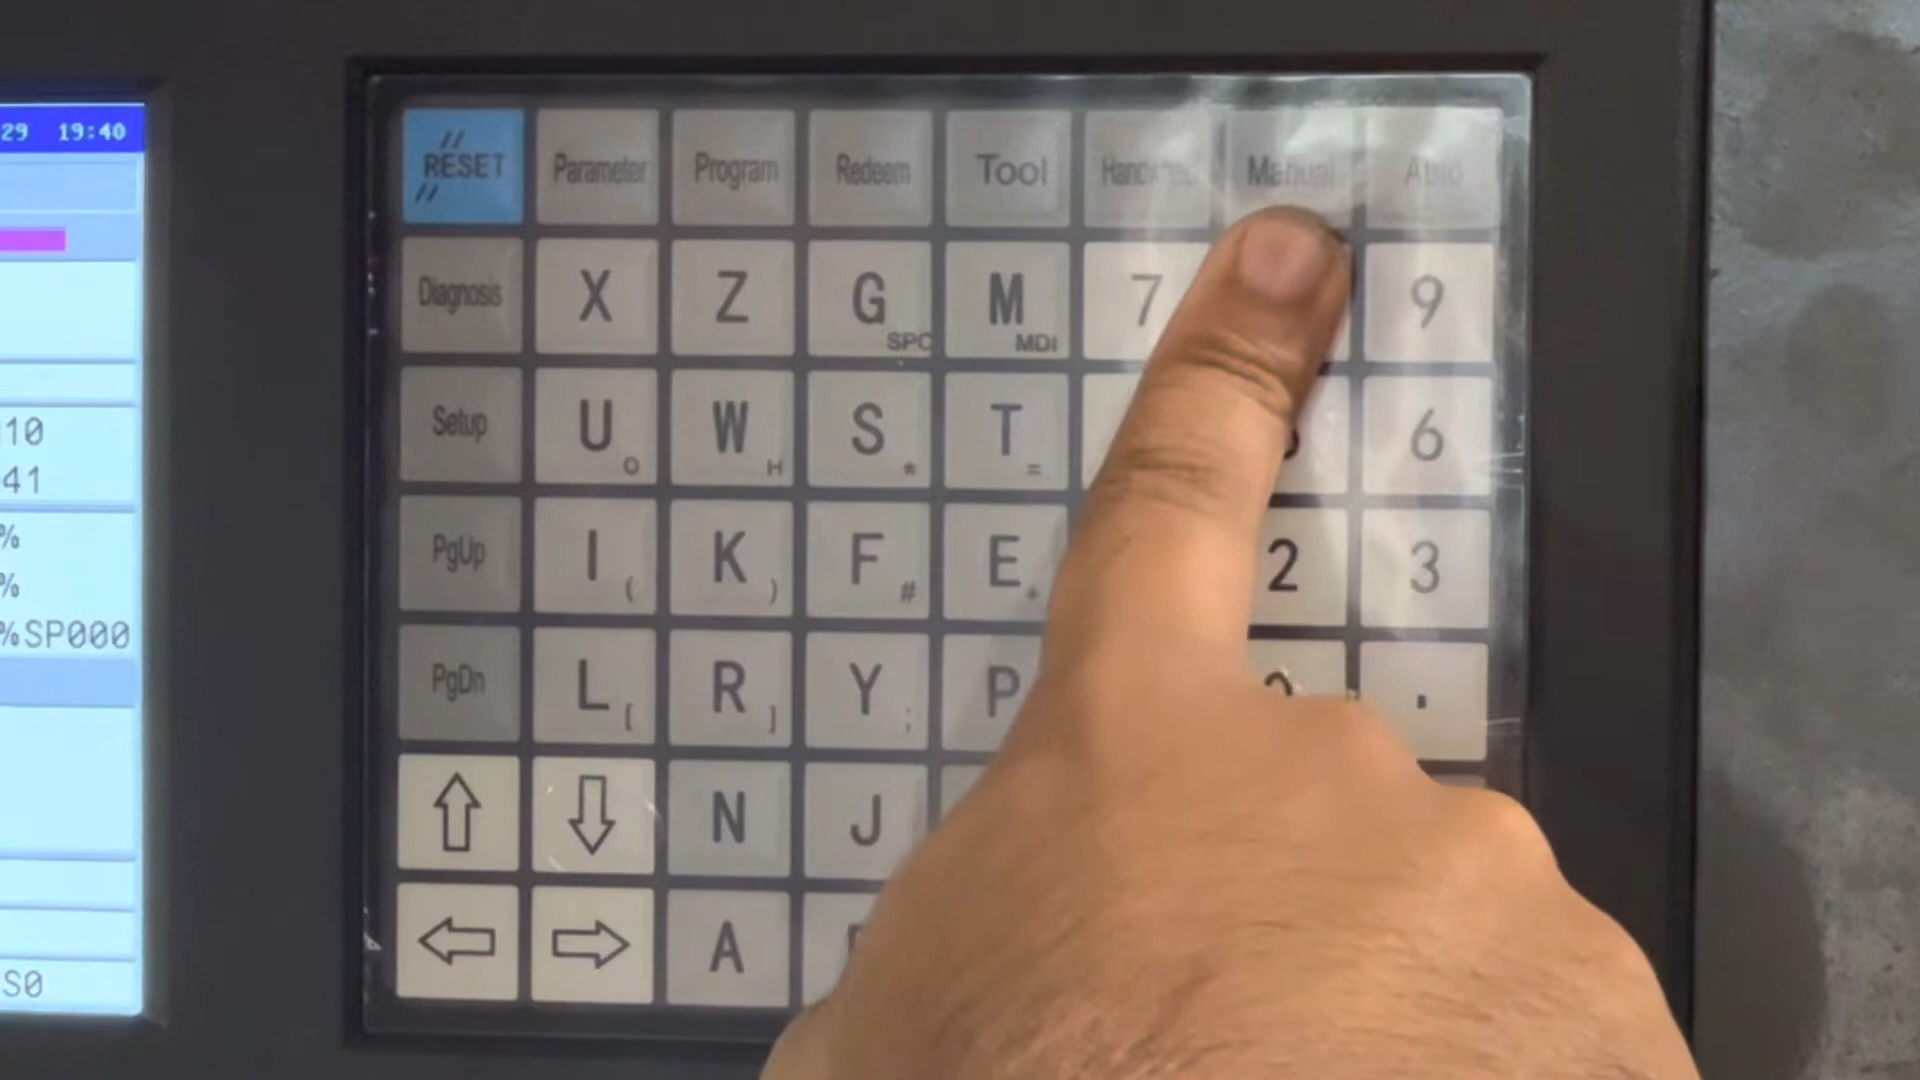 29 19:40
10
41
%
%
%SP000
S0
// RESET // Parameter Program Redeem Tool Manual Auto
Diagnosis X Z G SPC M MDI 7 9
Setup U O W H S * T = 6
PgUp I ( K ) F # E + 2 3
PgDn L [ R ] Y ; P .
⇧ ⇩ N J
⇦ ⇨ A